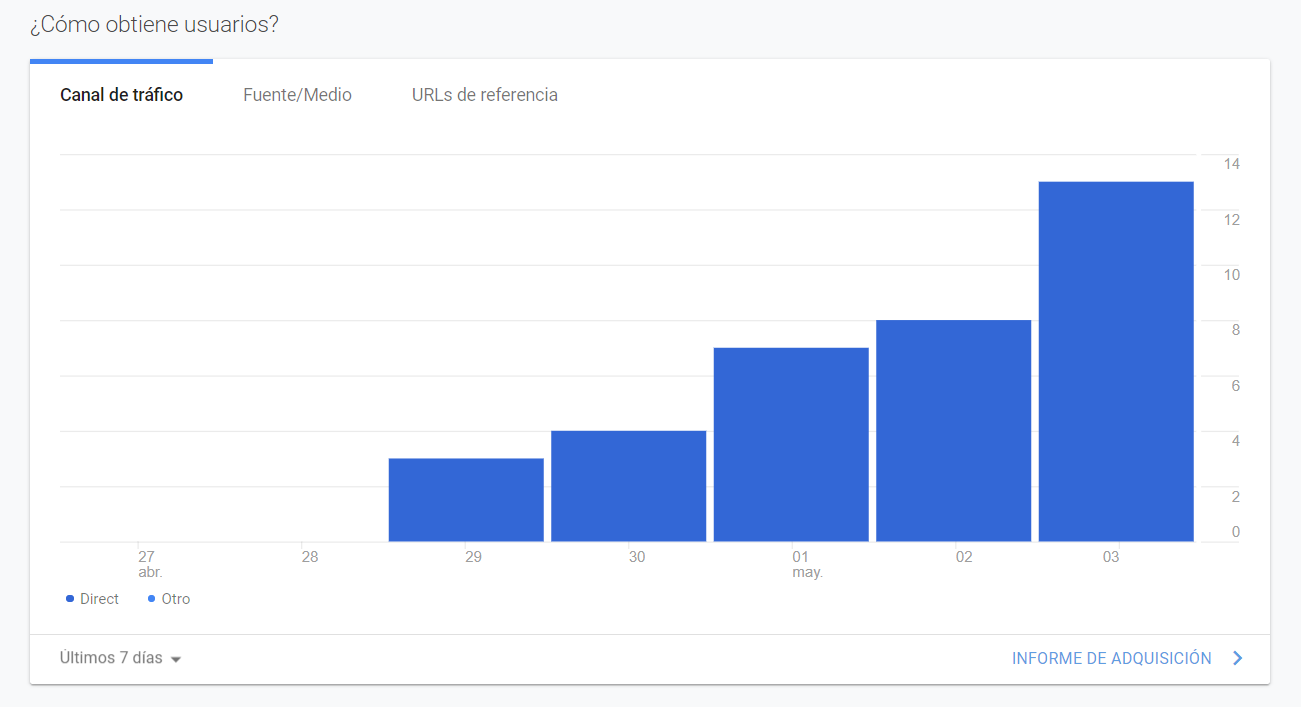 ¿Cómo obtiene usuarios?
Canal de tráfico Fuente/Medio URLs de referencia
14
12
10
8
6
4
2
0
27 28 29 30 01 02 03
abr. may.
Direct Otro
Últimos 7 días INFORME DE ADQUISICIÓN